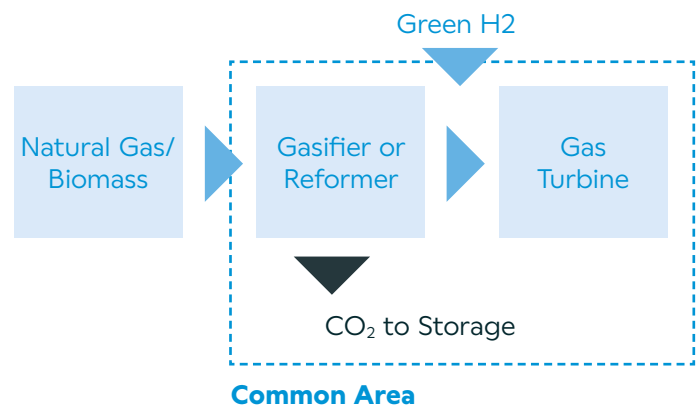 Green H2
Natural Gas/
Biomass
Gasifier or
Reformer
Gas
Turbine
CO₂ to Storage
Common Area